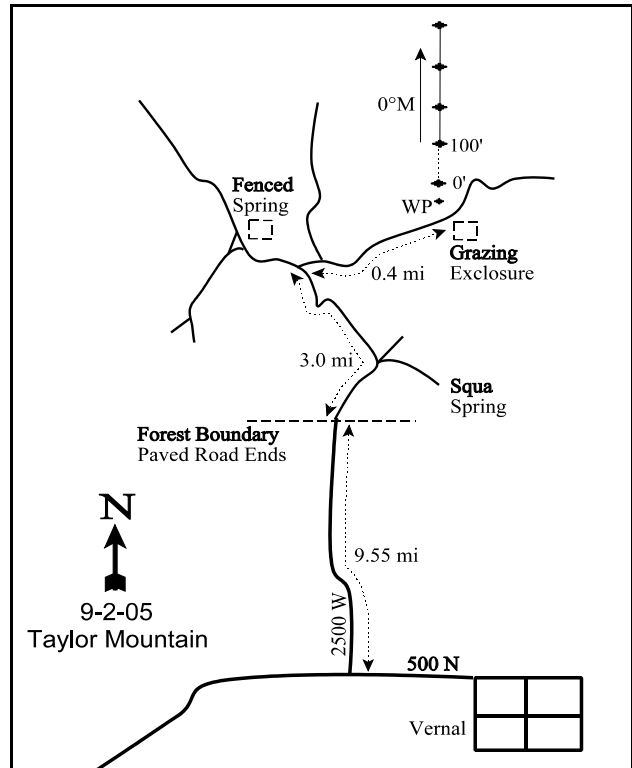 0°M
100'
0'
WP
Fenced
Spring
Grazing
Exclosure
0.4 mi
3.0 mi
Squa
Spring
Forest Boundary
Paved Road Ends
N
9.55 mi
9-2-05
Taylor Mountain
2500 W
500 N
Vernal